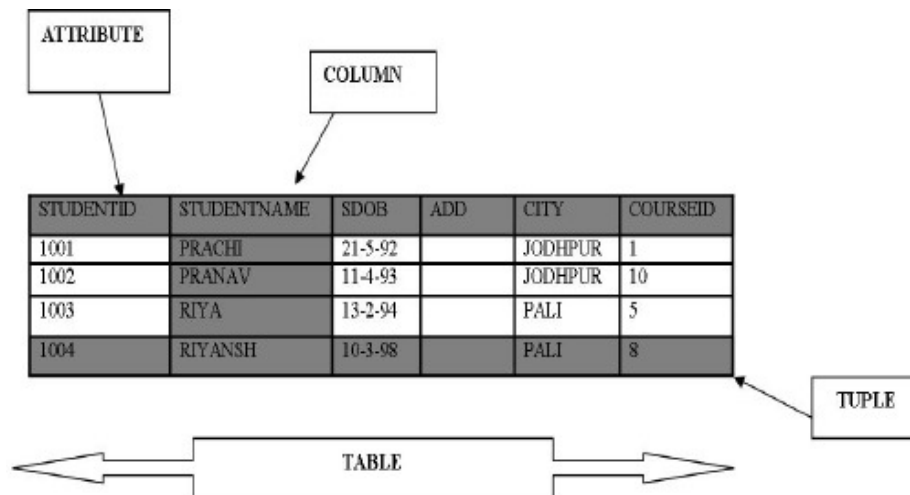 ATTRIBUTE
COLUMN
STUDENTID STUDENTNAME SDOB ADD CITY COURSEID
1001 PRACHI 21-5-92 JODHPUR 1
1002 PRANAV 11-4-93 JODHPUR 10
1003 RIYA 13-2-94 PALI 5
1004 RIYANSH 10-3-98 PALI 8
TUPLE
TABLE